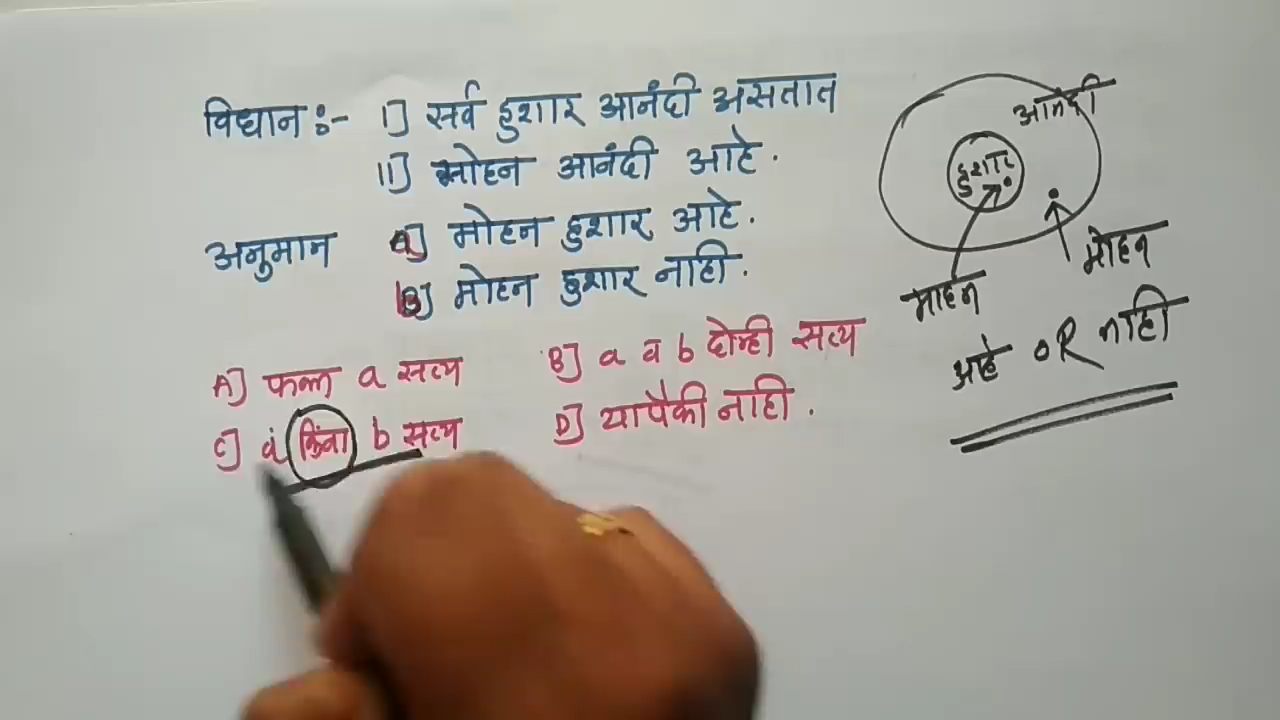 विधान :- I] सर्व हुशार आनंदी असतात
II] मोहन आनंदी आहे.
अनुमान a] मोहन हुशार आहे.
B] मोहन हुशार नाही.
A] फक्त a सत्य B] a व b दोन्ही सत्य
C] a किंवा b सत्य D] यापैकी नाही.
आनंदी
हुशार
मोहन
मोहन
आहे OR नाही